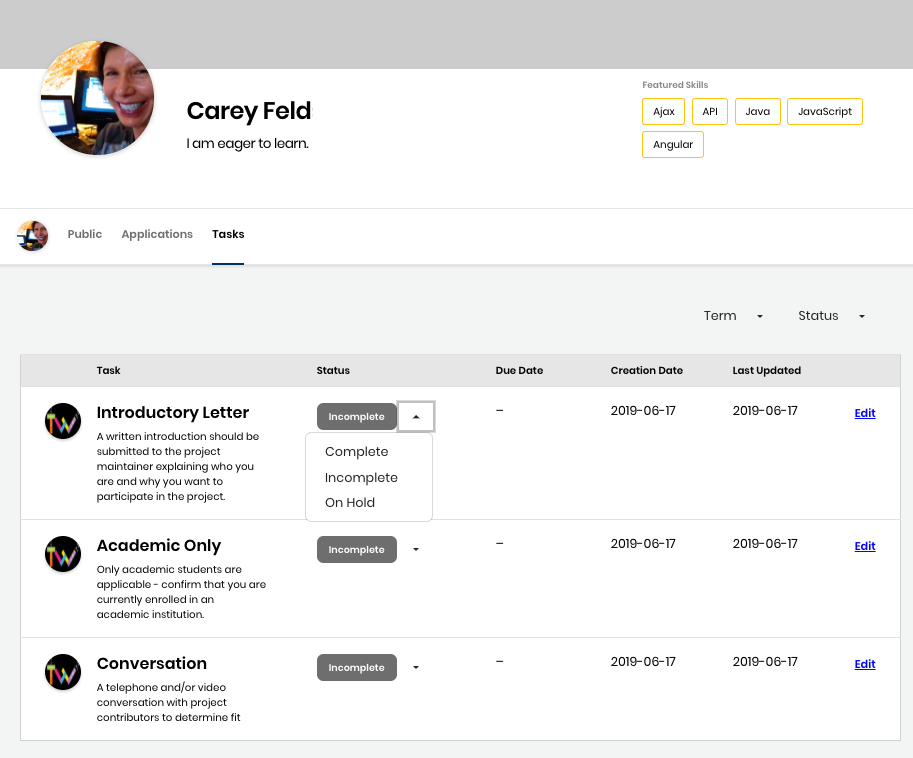 Featured Skills
Ajax API Java JavaScript
Angular
Carey Feld
I am eager to learn.
Public Applications Tasks
Term Status
Task Status Due Date Creation Date Last Updated
TW Introductory Letter Incomplete – 2019-06-17 2019-06-17 Edit
A written introduction should be
submitted to the project
maintainer explaining who you
are and why you want to
participate in the project.
Complete
Incomplete
On Hold
TW Academic Only Incomplete – 2019-06-17 2019-06-17 Edit
Only academic students are
applicable - confirm that you are
currently enrolled in an
academic institution.
TW Conversation Incomplete – 2019-06-17 2019-06-17 Edit
A telephone and/or video
conversation with project
contributors to determine fit